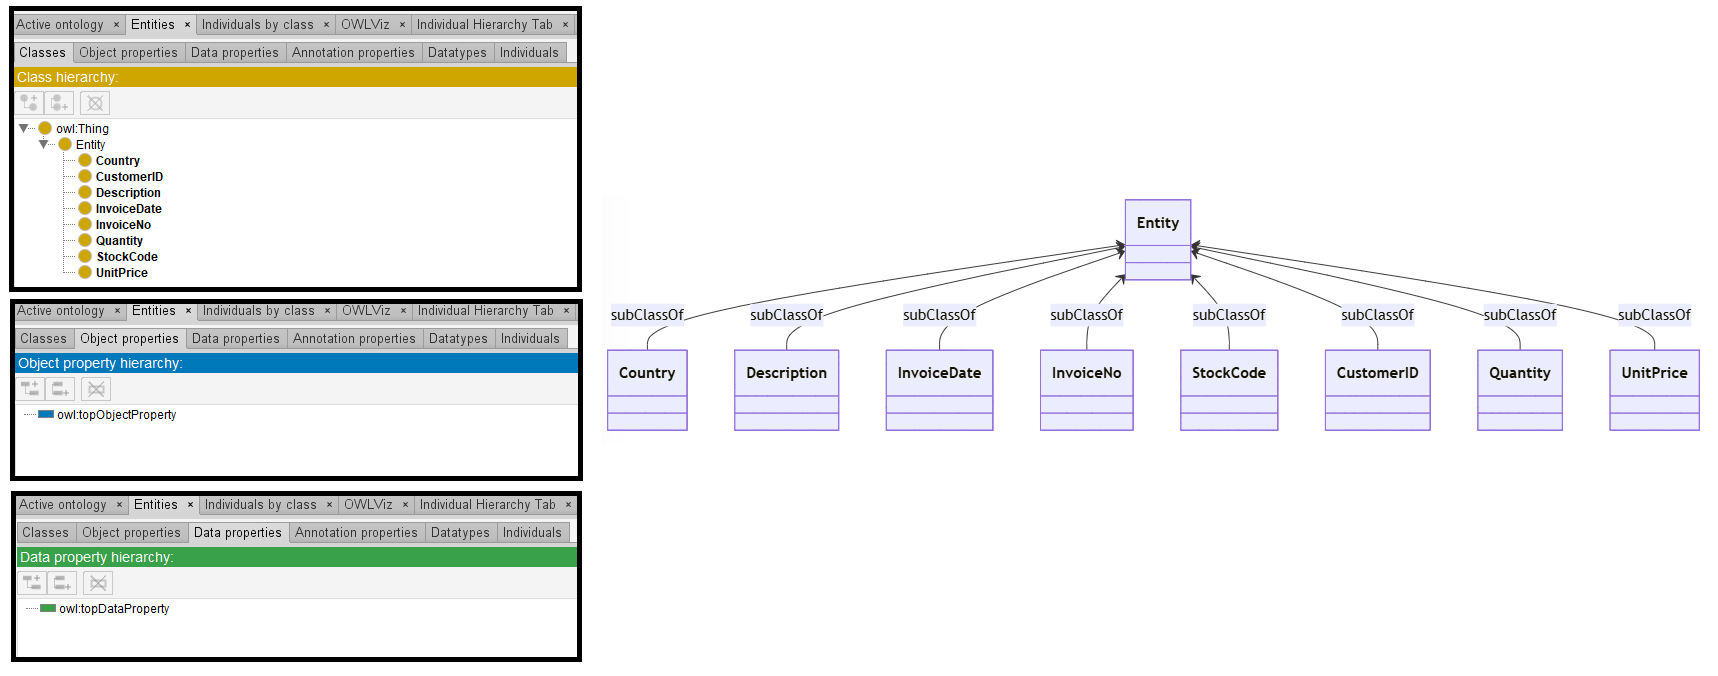 Active ontology × Entities × Individuals by class × OWLViz × Individual Hierarchy Tab ×
Classes Object properties Data properties Annotation properties Datatypes Individuals
Class hierarchy:
owl:Thing
Entity
Country
CustomerID
Description
InvoiceDate
InvoiceNo
Quantity
StockCode
UnitPrice
Active ontology × Entities × Individuals by class × OWLViz × Individual Hierarchy Tab ×
Classes Object properties Data properties Annotation properties Datatypes Individuals
Object property hierarchy:
owl:topObjectProperty
Active ontology × Entities × Individuals by class × OWLViz × Individual Hierarchy Tab ×
Classes Object properties Data properties Annotation properties Datatypes Individuals
Data property hierarchy:
owl:topDataProperty
Entity
subClassOf subClassOf subClassOf subClassOf subClassOf subClassOf subClassOf subClassOf
Country Description InvoiceDate InvoiceNo StockCode CustomerID Quantity UnitPrice